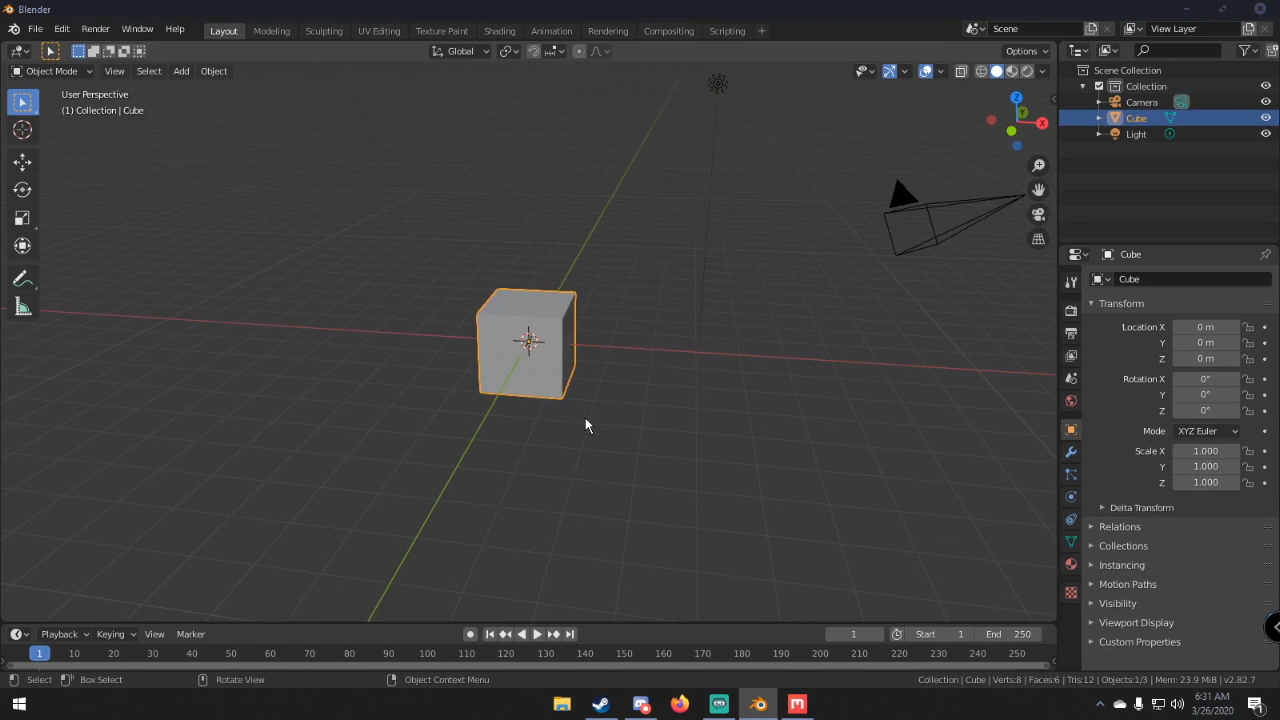 Blender
File Edit Render Window Help Layout Modeling Sculpting UV Editing Texture Paint Shading Animation Rendering Compositing Scripting + Scene View Layer
Global Options
Object Mode View Select Add Object
Scene Collection
Collection
Camera
Cube
Light
User Perspective
(1) Collection | Cube
Z
Y
X
Cube
Cube
Transform
Location X 0 m
Y 0 m
Z 0 m
Rotation X 0°
Y 0°
Z 0°
Mode XYZ Euler
Scale X 1.000
Y 1.000
Z 1.000
Delta Transform
Relations
Collections
Instancing
Motion Paths
Visibility
Viewport Display
Custom Properties
Playback Keying View Marker 1 Start 1 End 250
1 10 20 30 40 50 60 70 80 90 100 110 120 130 140 150 160 170 180 190 200 210 220 230 240 250
Select Box Select Rotate View Object Context Menu Collection | Cube | Verts:8 | Faces:6 | Tris:12 | Objects:1/3 | Mem: 23.9 MiB | v2.82.7
6:31 AM
3/26/2020
1